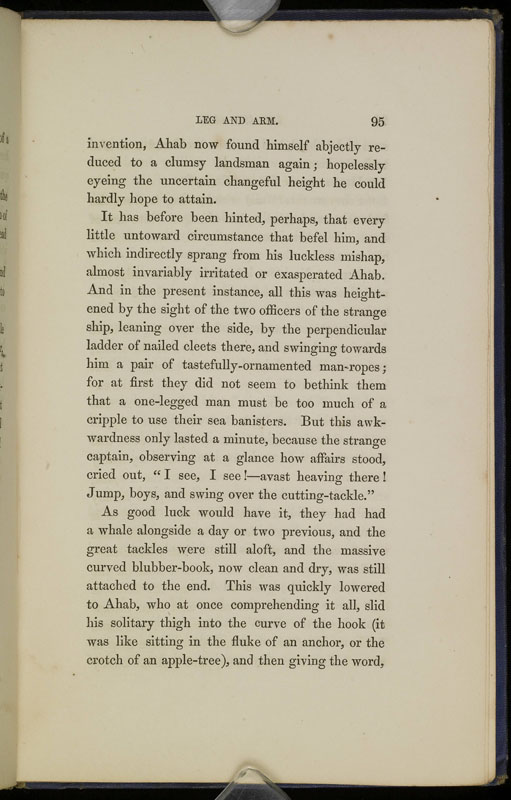 LEG AND ARM. 95
invention, Ahab now found himself abjectly re-
duced to a clumsy landsman again; hopelessly
eyeing the uncertain changeful height he could
hardly hope to attain.
It has before been hinted, perhaps, that every
little untoward circumstance that befel him, and
which indirectly sprang from his luckless mishap,
almost invariably irritated or exasperated Ahab.
And in the present instance, all this was height-
ened by the sight of the two officers of the strange
ship, leaning over the side, by the perpendicular
ladder of nailed cleets there, and swinging towards
him a pair of tastefully-ornamented man-ropes;
for at first they did not seem to bethink them
that a one-legged man must be too much of a
cripple to use their sea banisters. But this awk-
wardness only lasted a minute, because the strange
captain, observing at a glance how affairs stood,
cried out, “I see, I see!—avast heaving there!
Jump, boys, and swing over the cutting-tackle.”
As good luck would have it, they had had
a whale alongside a day or two previous, and the
great tackles were still aloft, and the massive
curved blubber-book, now clean and dry, was still
attached to the end. This was quickly lowered
to Ahab, who at once comprehending it all, slid
his solitary thigh into the curve of the hook (it
was like sitting in the fluke of an anchor, or the
crotch of an apple-tree), and then giving the word,